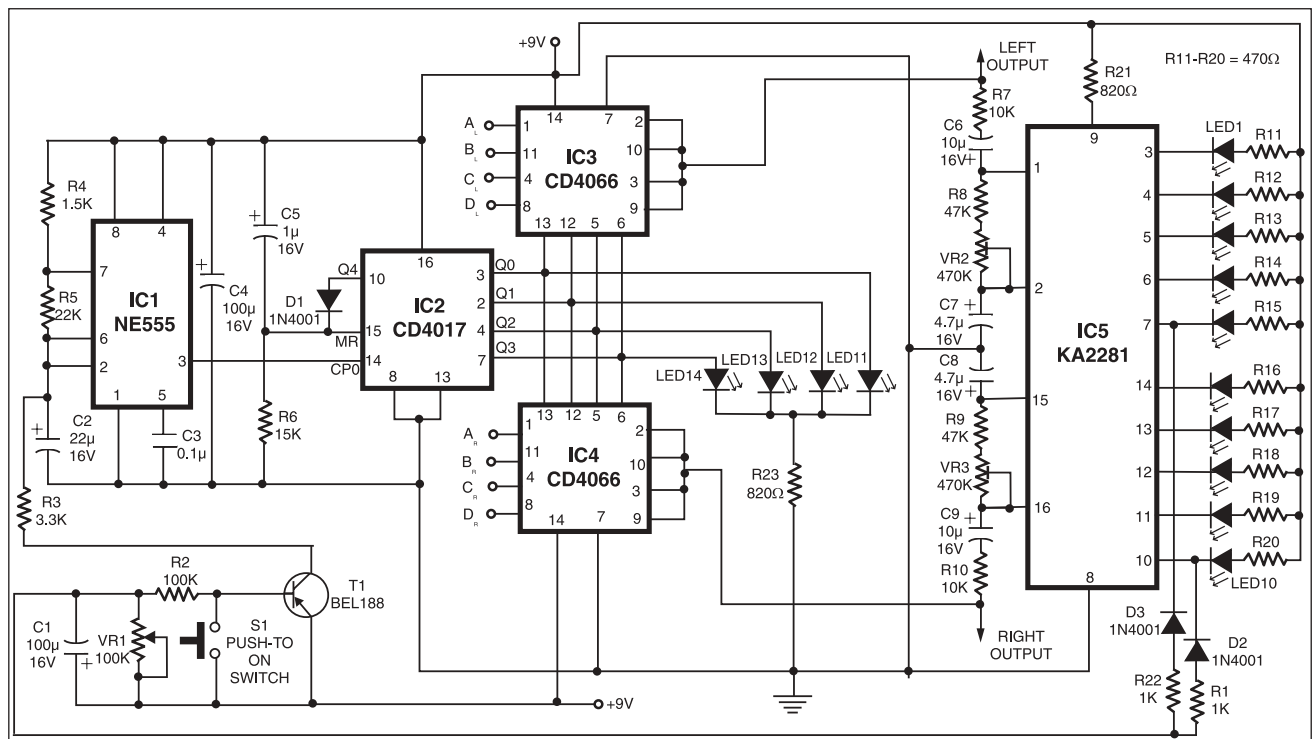 +9V
LEFT
OUTPUT
R7
10K
R21
820Ω
R11-R20 = 470Ω
R4
1.5K
8
4
7
R5
22K
6
2
IC1
NE555
3
1
5
C2
22µ
16V
C3
0.1µ
R3
3.3K
C4
100µ
16V
C5
1µ
16V
D1
1N4001
R6
15K
Q4
10
16
IC2
CD4017
15
MR
14
CP0
8
13
3
Q0
2
Q1
4
Q2
7
Q3
14
7
A L
B L
C L
D L
1
11
4
8
IC3
CD4066
2
10
3
9
13
12
5
6
LED14
LED13
LED12
LED11
13
12
5
6
A R
B R
C R
D R
1
11
4
8
IC4
CD4066
2
10
3
9
14
7
R23
820Ω
C6
10µ
16V
+
R8
47K
VR2
470K
C7
4.7µ
16V
+
C8
4.7µ
16V
+
R9
47K
VR3
470K
C9
10µ
16V
+
R10
10K
RIGHT
OUTPUT
9
1
2
15
16
IC5
KA2281
8
3
4
5
6
7
14
13
12
11
10
LED1
R11
R12
R13
R14
R15
R16
R17
R18
R19
R20
LED10
D3
1N4001
D2
1N4001
R22
1K
R1
1K
R2
100K
T1
BEL188
C1
100µ
16V
+
VR1
100K
S1
PUSH-TO
ON
SWITCH
+9V